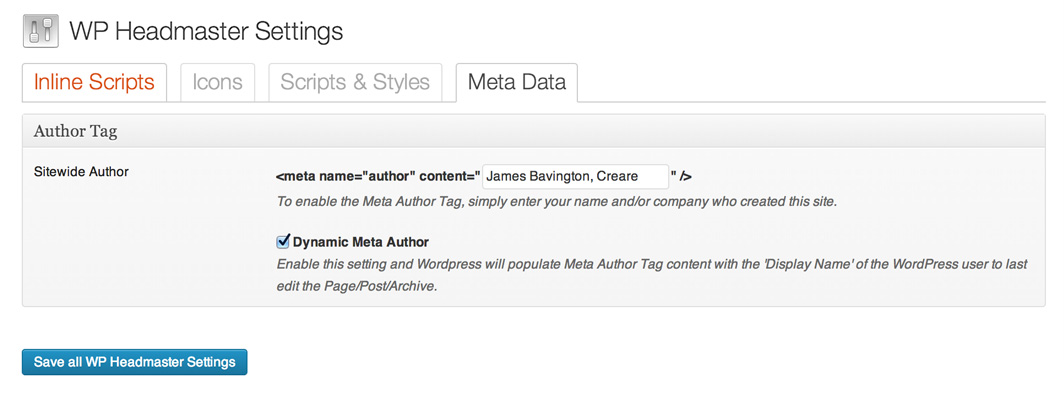 WP Headmaster Settings
Inline Scripts Icons Scripts & Styles Meta Data
Author Tag
Sitewide Author
<meta name="author" content=" James Bavington, Creare " />
To enable the Meta Author Tag, simply enter your name and/or company who created this site.
Dynamic Meta Author
Enable this setting and Wordpress will populate Meta Author Tag content with the 'Display Name' of the WordPress user to last
edit the Page/Post/Archive.
Save all WP Headmaster Settings